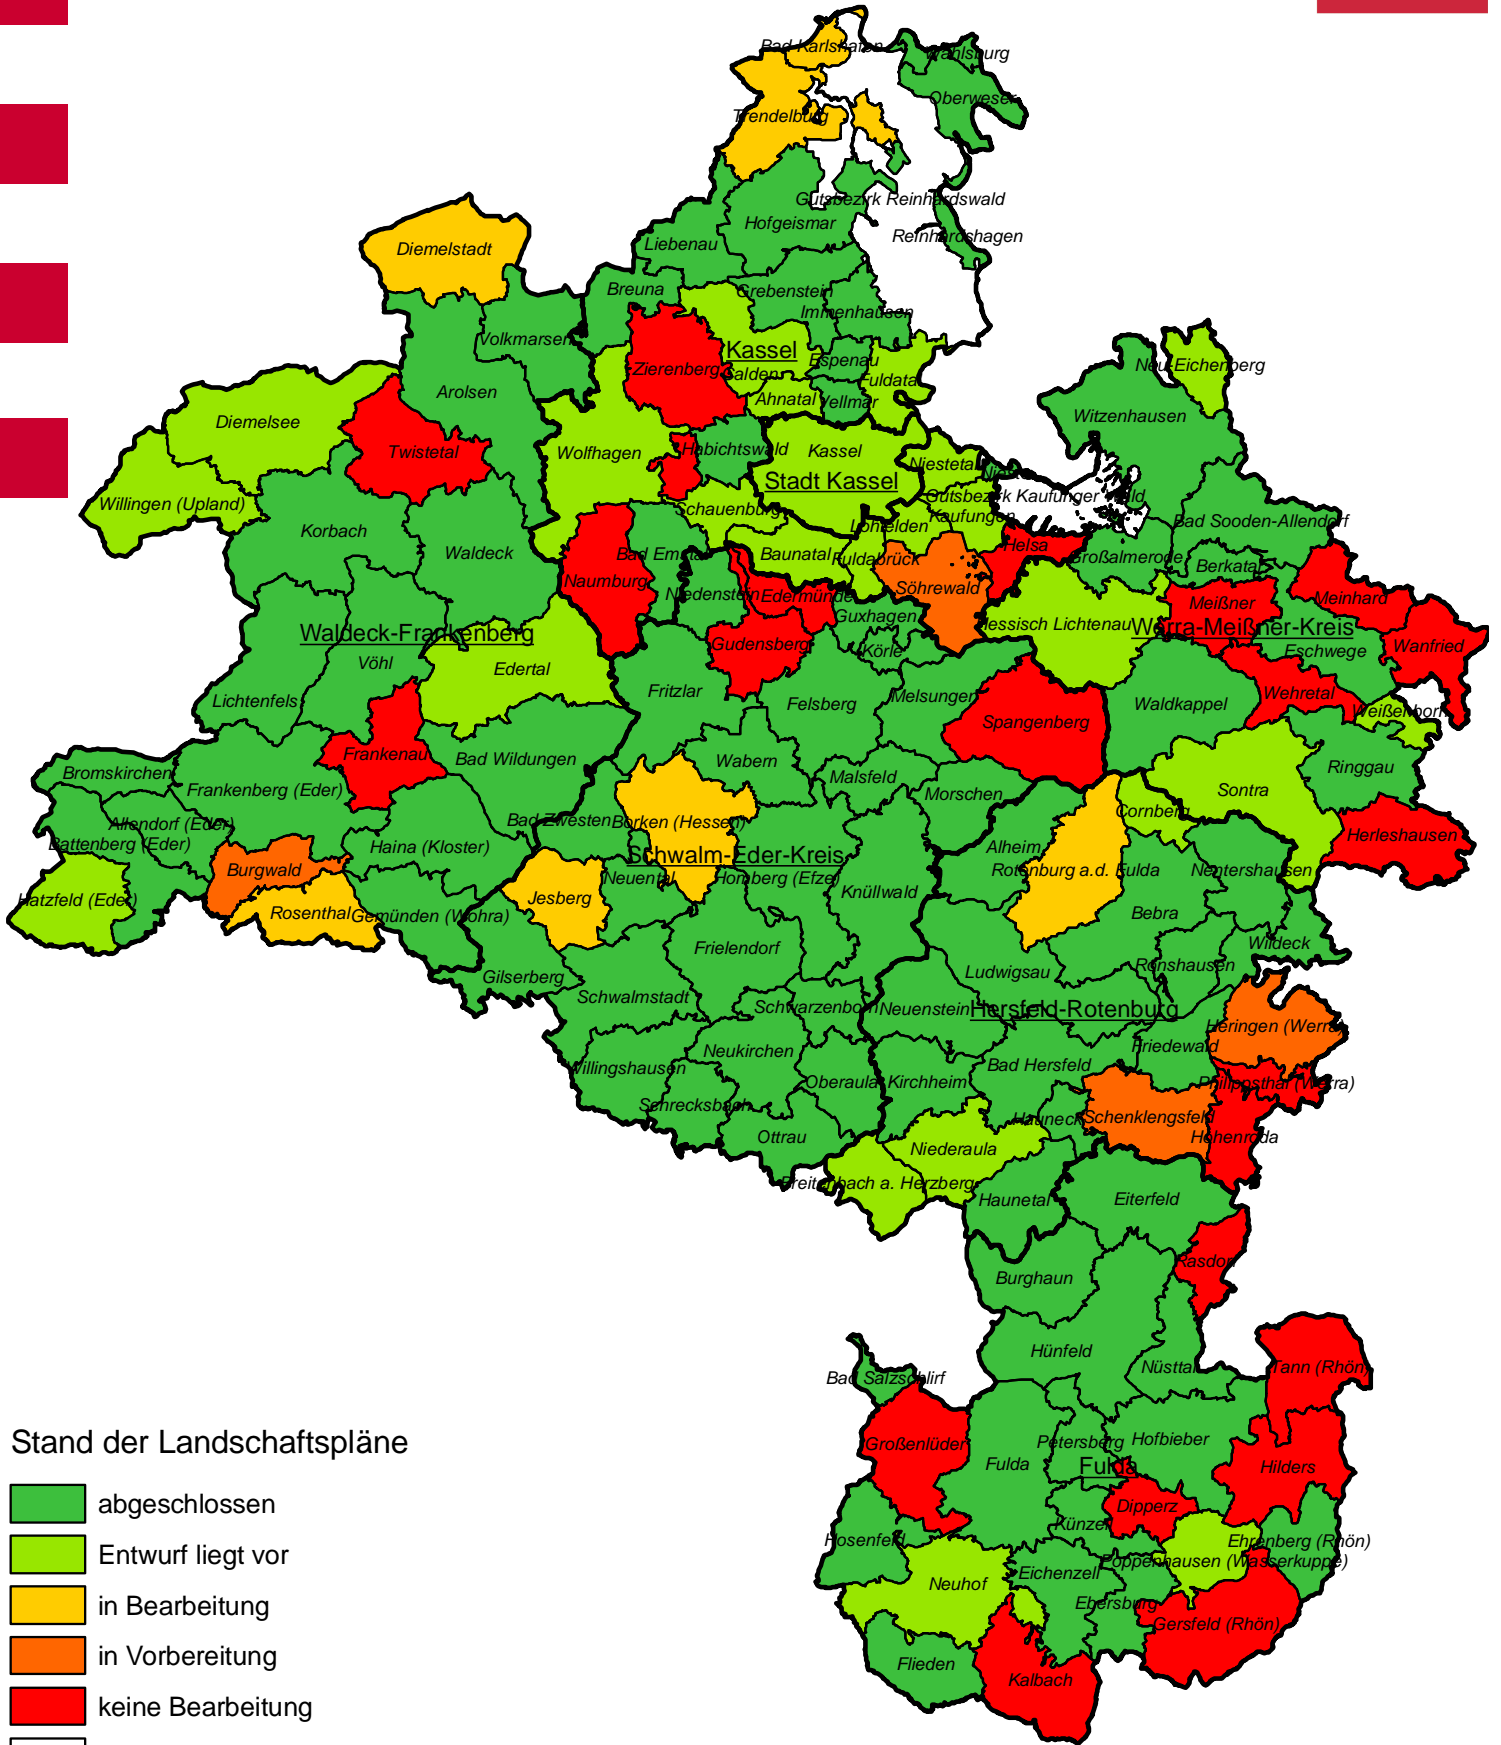 Bad Karlshafen
Wahlsburg
Oberweser
Trendelburg
Gutsbezirk Reinhardswald
Hofgeismar
Reinhardshagen
Diemelstadt
Liebenau
Breuna
Grebenstein
Immenhausen
Volkmarsen
Kassel
Espenau
Zierenberg
Calden
Fuldatal
Neu-Eichenberg
Arolsen
Ahnatal
Vellmar
Witzenhausen
Diemelsee
Twistetal
Wolfhagen
Habichtswald
Kassel
Niestetal
Stadt Kassel
Willingen (Upland)
Schauenburg
Gutsbezirk Kaufunger Wald
Kaufungen
Bad Sooden-Allendorf
Korbach
Lohfelden
Waldeck
Bad Emstal
Baunatal
Fuldabrück
Helsa
Großalmerode
Berkatal
Naumburg
Niedenstein
Edermünde
Söhrewald
Meißner
Meinhard
Guxhagen
Hessisch Lichtenau
Werra-Meißner-Kreis
Waldeck-Frankenberg
Gudensberg
Körle
Eschwege
Wanfried
Vöhl
Edertal
Fritzlar
Melsungen
Wehretal
Lichtenfels
Felsberg
Spangenberg
Waldkappel
Weißenborn
Frankenau
Bad Wildungen
Wabern
Ringgau
Bromskirchen
Frankenberg (Eder)
Malsfeld
Morschen
Sontra
Cornberg
Allendorf (Eder)
Bad Zwesten
Borken (Hessen)
Herleshausen
Battenberg (Eder)
Haina (Kloster)
Schwalm-Eder-Kreis
Alheim
Burgwald
Neuental
Homberg (Efze)
Rotenburg a.d. Fulda
Nentershausen
Hatzfeld (Eder)
Jesberg
Knüllwald
Rosenthal
Gemünden (Wohra)
Bebra
Frielendorf
Wildeck
Gilserberg
Ludwigsau
Ronshausen
Schwalmstadt
Schwarzenborn
Neuenstein
Hersfeld-Rotenburg
Heringen (Werra)
Friedewald
Neukirchen
Willingshausen
Bad Hersfeld
Oberaula
Kirchheim
Philippsthal (Werra)
Schrecksbach
Hauneck
Schenklengsfeld
Ottrau
Hohenroda
Niederaula
Breitenbach a. Herzberg
Haunetal
Eiterfeld
Rasdorf
Burghaun
Hünfeld
Nüsttal
Tann (Rhön)
Bad Salzschlirf
Großenlüder
Petersberg
Hofbieber
Fulda
Fulda
Hilders
Dipperz
Künzell
Hosenfeld
Ehrenberg (Rhön)
Poppenhausen (Wasserkuppe)
Eichenzell
Neuhof
Ebersburg
Gersfeld (Rhön)
Flieden
Kalbach
Stand der Landschaftspläne
abgeschlossen
Entwurf liegt vor
in Bearbeitung
in Vorbereitung
keine Bearbeitung